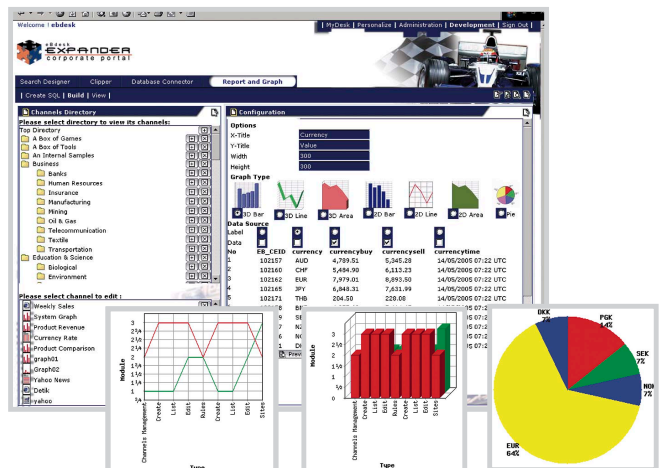 Welcome ! ebdesk
| MyDesk | Personalize | Administration | Development | Sign Out |
eBdesk
EXPANDER
corporate portal
Search Designer Clipper Database Connector Report and Graph
| Create SQL | Build | View |
Channels Directory
Please select directory to view its channels:
Top Directory
A Box of Games
A Box of Tools
An Internal Samples
Business
Banks
Human Resources
Insurance
Manufacturing
Mining
Oil & Gas
Telecommunication
Textile
Transportation
Education & Science
Biological
Environment
Please select channel to edit :
Weekly Sales
System Graph
Product Revenue
Currency Rate
Product Comparison
graph01
Graph02
Yahoo News
Detik
yahoo
Configuration
Options
X-Title Currency
Y-Title Value
Width 300
Height 300
Graph Type
3D Bar 3D Line 3D Area 2D Bar 2D Line 2D Area Pie
Data Source
Label
Data
No EB_CEID currency currencybuy currencysell currencytime
1 102157 AUD 4,789.51 5,345.28 14/05/2005 07:22 UTC
2 102160 CHF 5,484.90 6,113.23 14/05/2005 07:22 UTC
3 102162 EUR 7,979.01 8,893.50 14/05/2005 07:22 UTC
4 102165 JPY 6,848.31 7,631.99 14/05/2005 07:22 UTC
5 102171 THB 204.50 228.08 14/05/2005 07:22 UTC
Module
3
2
1
Channels Management
Create
List
Edit
Rules
Create
List
Edit
Sites
Type
Module
3
2
1
Channels Management
Create
List
Edit
Rules
Create
List
Edit
Sites
Type
DKK
7%
PGK
14%
SEK
7%
NOK
7%
EUR
64%